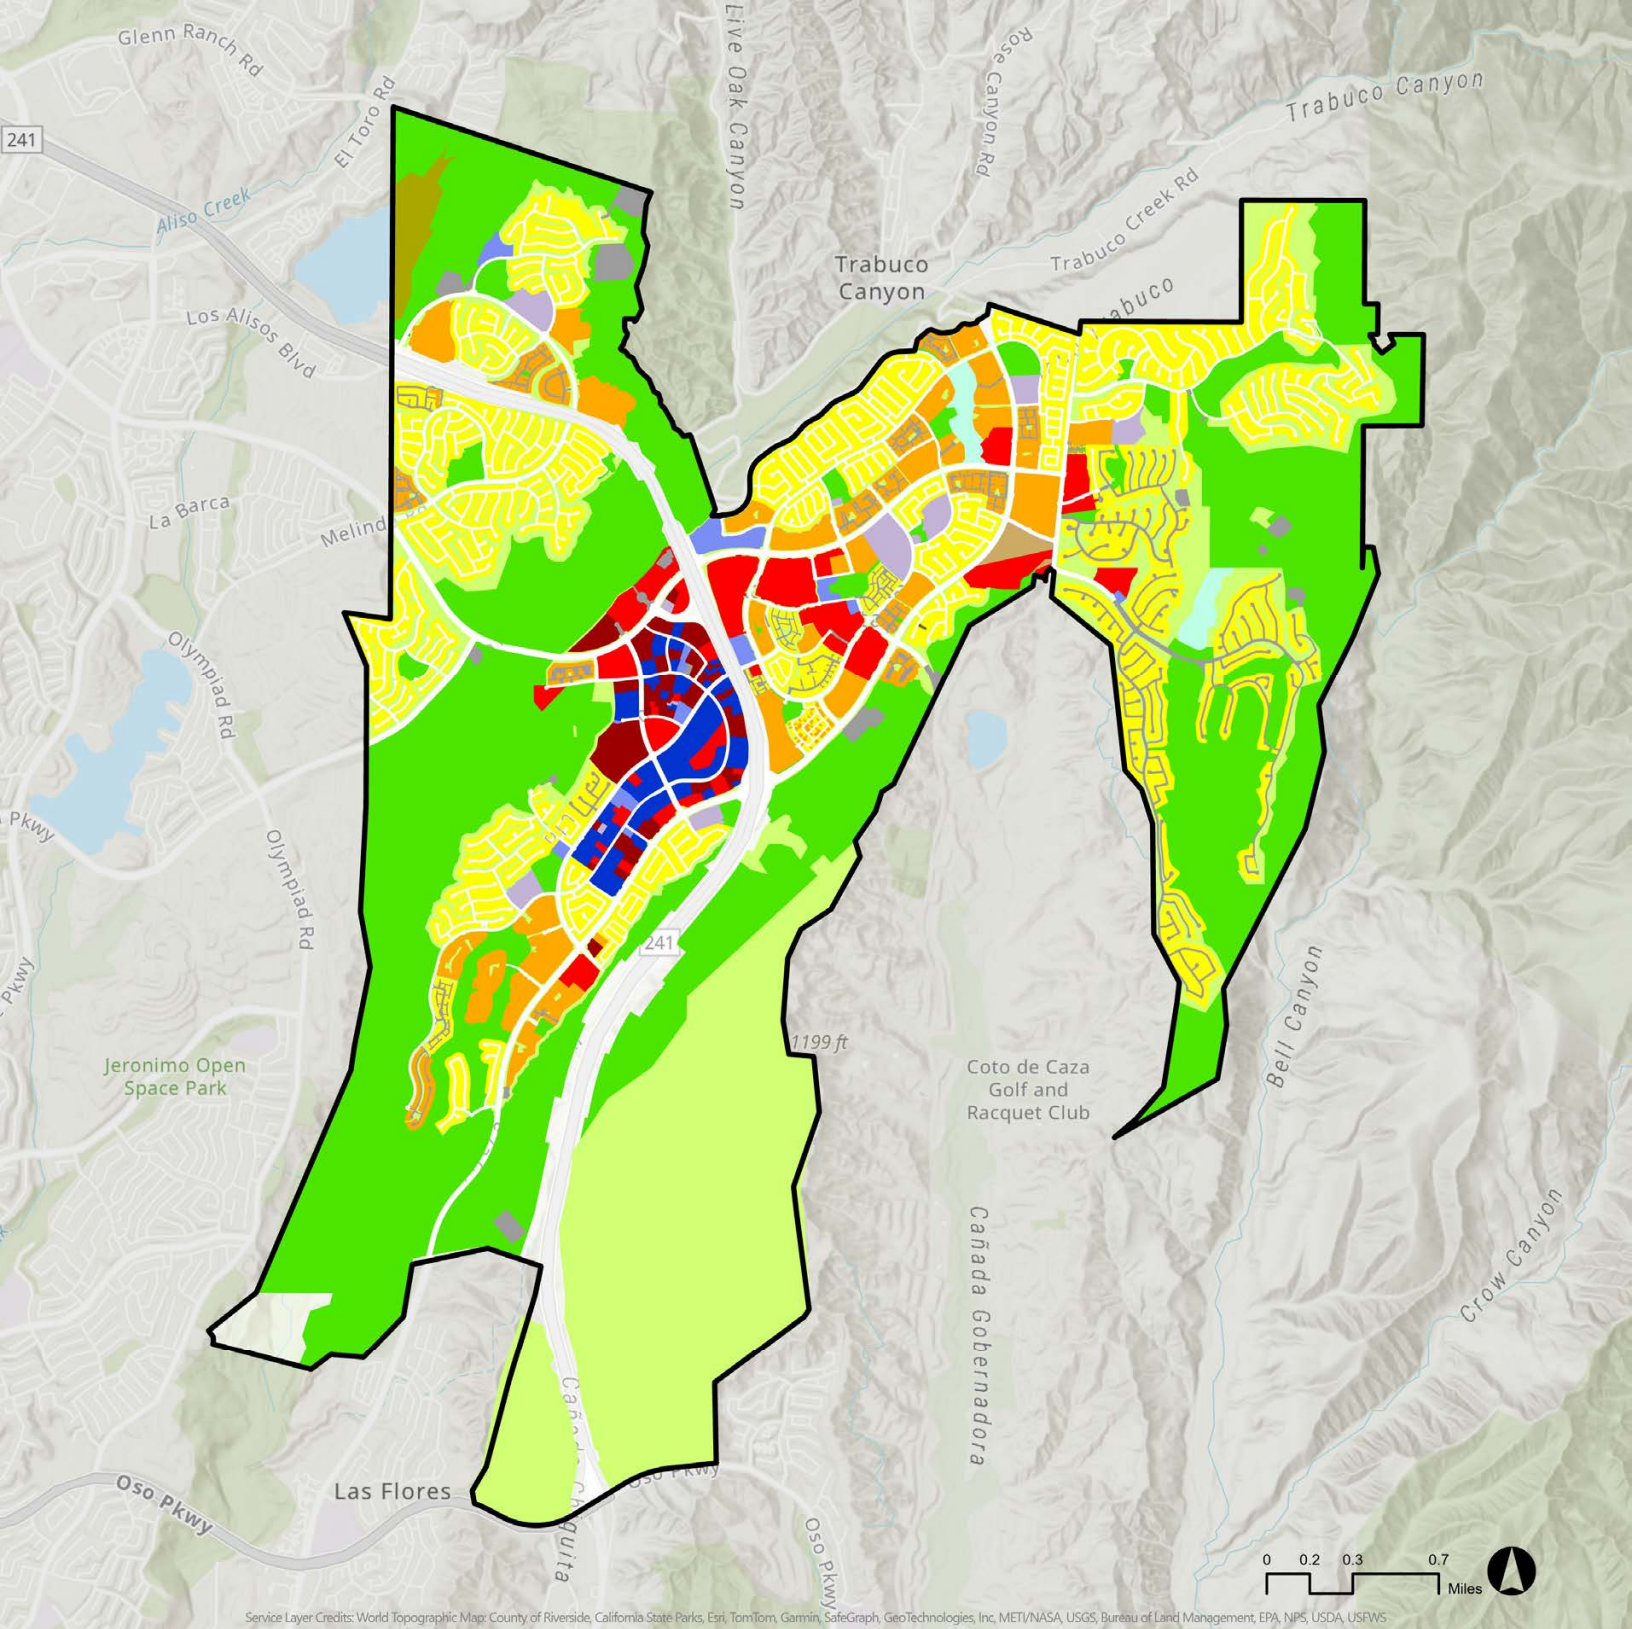 Glenn Ranch Rd
El Toro Rd
Live Oak Canyon
Rose Canyon Rd
Trabuco Canyon
241
Aliso Creek
Trabuco Creek Rd
Trabuco
Canyon
Los Alisos Blvd
La Barca
Olympiad Rd
Pkwy
Olympiad Rd
241
Pkwy
Bell Canyon
1199 ft
Jeronimo Open
Space Park
Coto de Caza
Golf and
Racquet Club
Cañada Gobernadora
Crow Canyon
Las Flores
Oso Pkwy
Oso Pkwy
Oso Pkwy
0 0.2 0.3 0.7
Miles
Service Layer Credits: World Topographic Map: County of Riverside, California State Parks, Esri, TomTom, Garmin, SafeGraph, GeoTechnologies, Inc, METI/NASA, USGS, Bureau of Land Management, EPA, NPS, USDA, USFWS